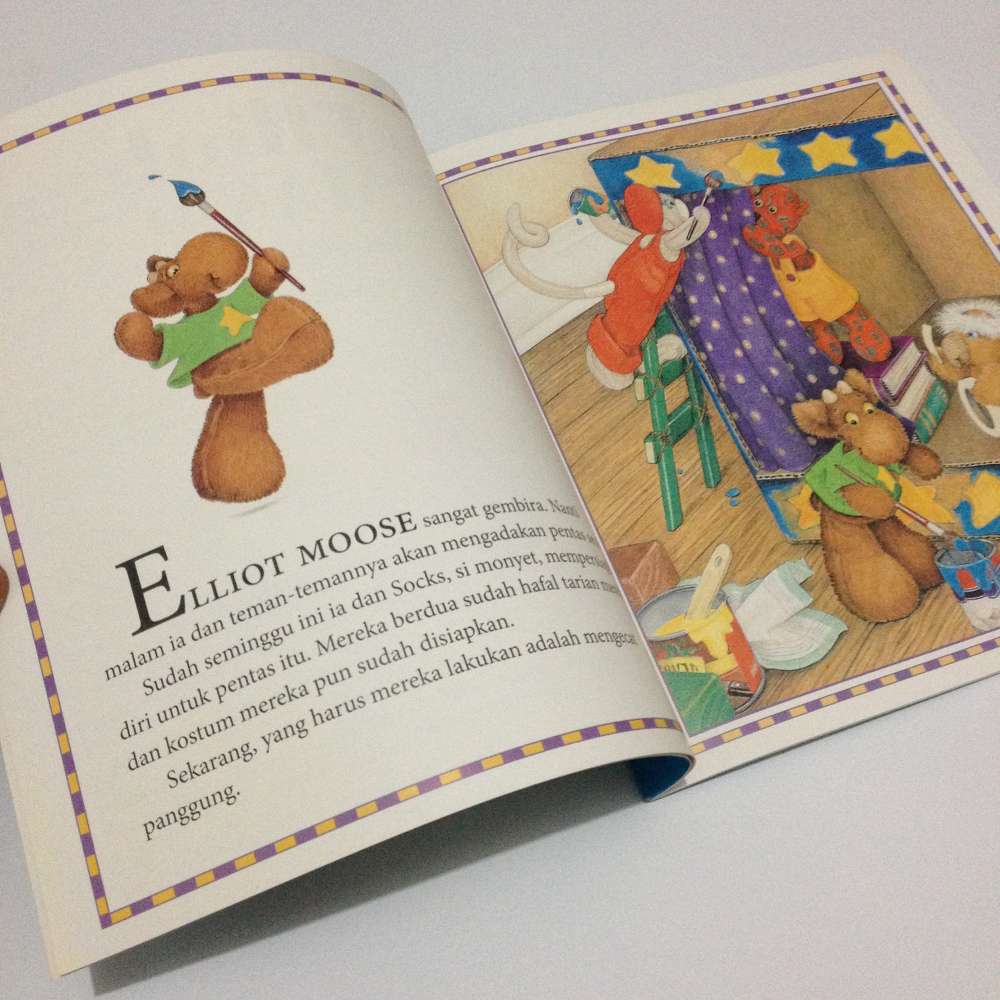 ELLIOT MOOSE sangat gembira.
malam ia dan teman-temannya akan mengadakan pentas
Sudah seminggu ini ia dan Socks, si monyet,
diri untuk pentas itu. Mereka berdua sudah hafal tarian
dan kostum mereka pun sudah disiapkan.
Sekarang, yang harus mereka lakukan adalah mengecat
panggung.